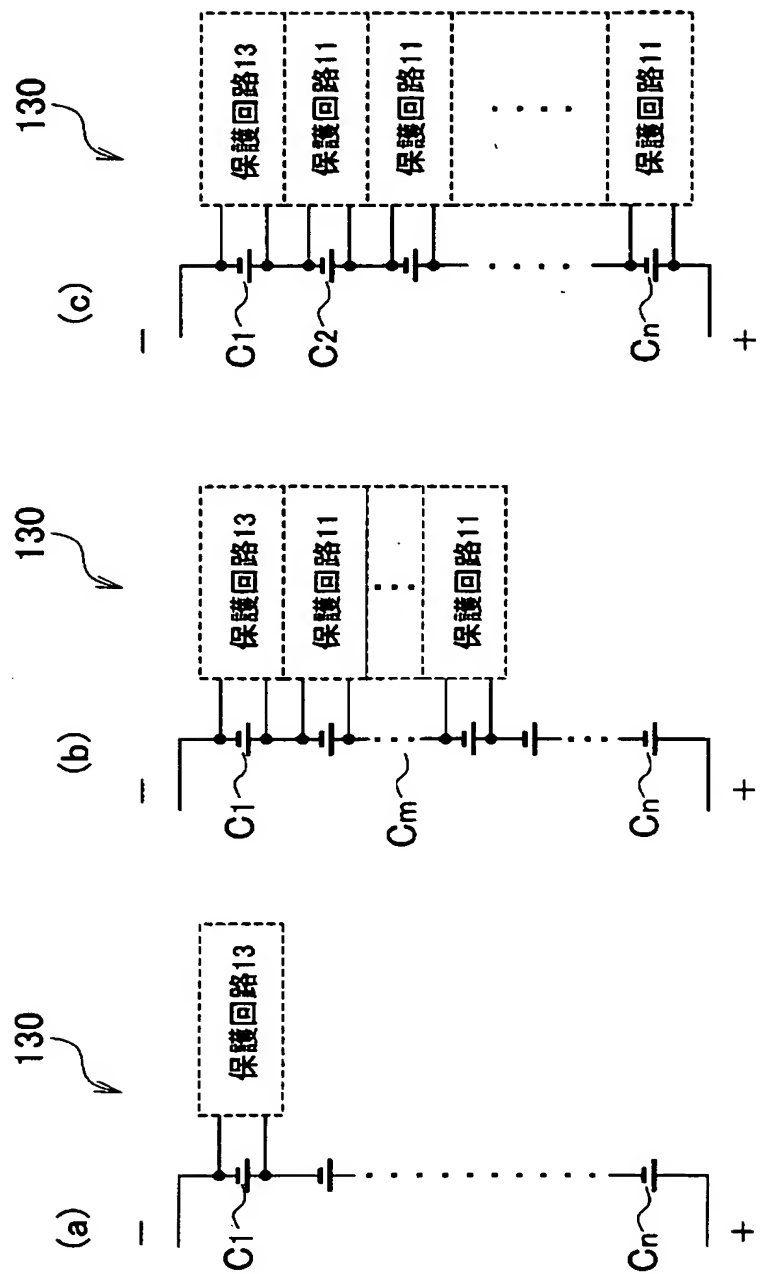 (a)
130
−
C1
保護回路13
Cn
+
(b)
130
−
C1
保護回路13
保護回路11
Cm
・・・
保護回路11
Cn
+
(c)
130
−
C1
保護回路13
C2
保護回路11
保護回路11
・・・・
Cn
保護回路11
+